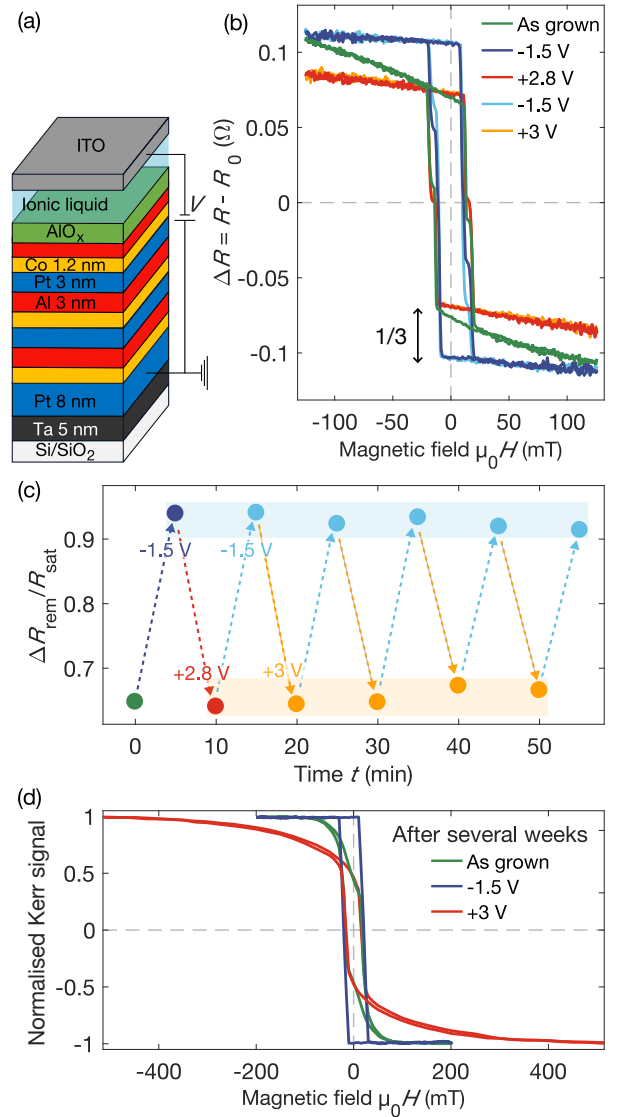 (a)
ITO
Ionic liquid
V
AlOₓ
Co 1.2 nm
Pt 3 nm
Al 3 nm
Pt 8 nm
Ta 5 nm
Si/SiO₂
(b)
As grown
-1.5 V
+2.8 V
-1.5 V
+3 V
0.1
0.05
0
-0.05
-0.1
ΔR = R - R₀ (Ω)
1/3
-100 -50 0 50 100
Magnetic field μ₀H (mT)
(c)
0.9
0.8
0.7
ΔR_rem/R_sat
-1.5 V
-1.5 V
+2.8 V
+3 V
0 10 20 30 40 50
Time t (min)
(d)
After several weeks
As grown
-1.5 V
+3 V
1
0.5
0
-0.5
-1
Normalised Kerr signal
-400 -200 0 200 400
Magnetic field μ₀H (mT)